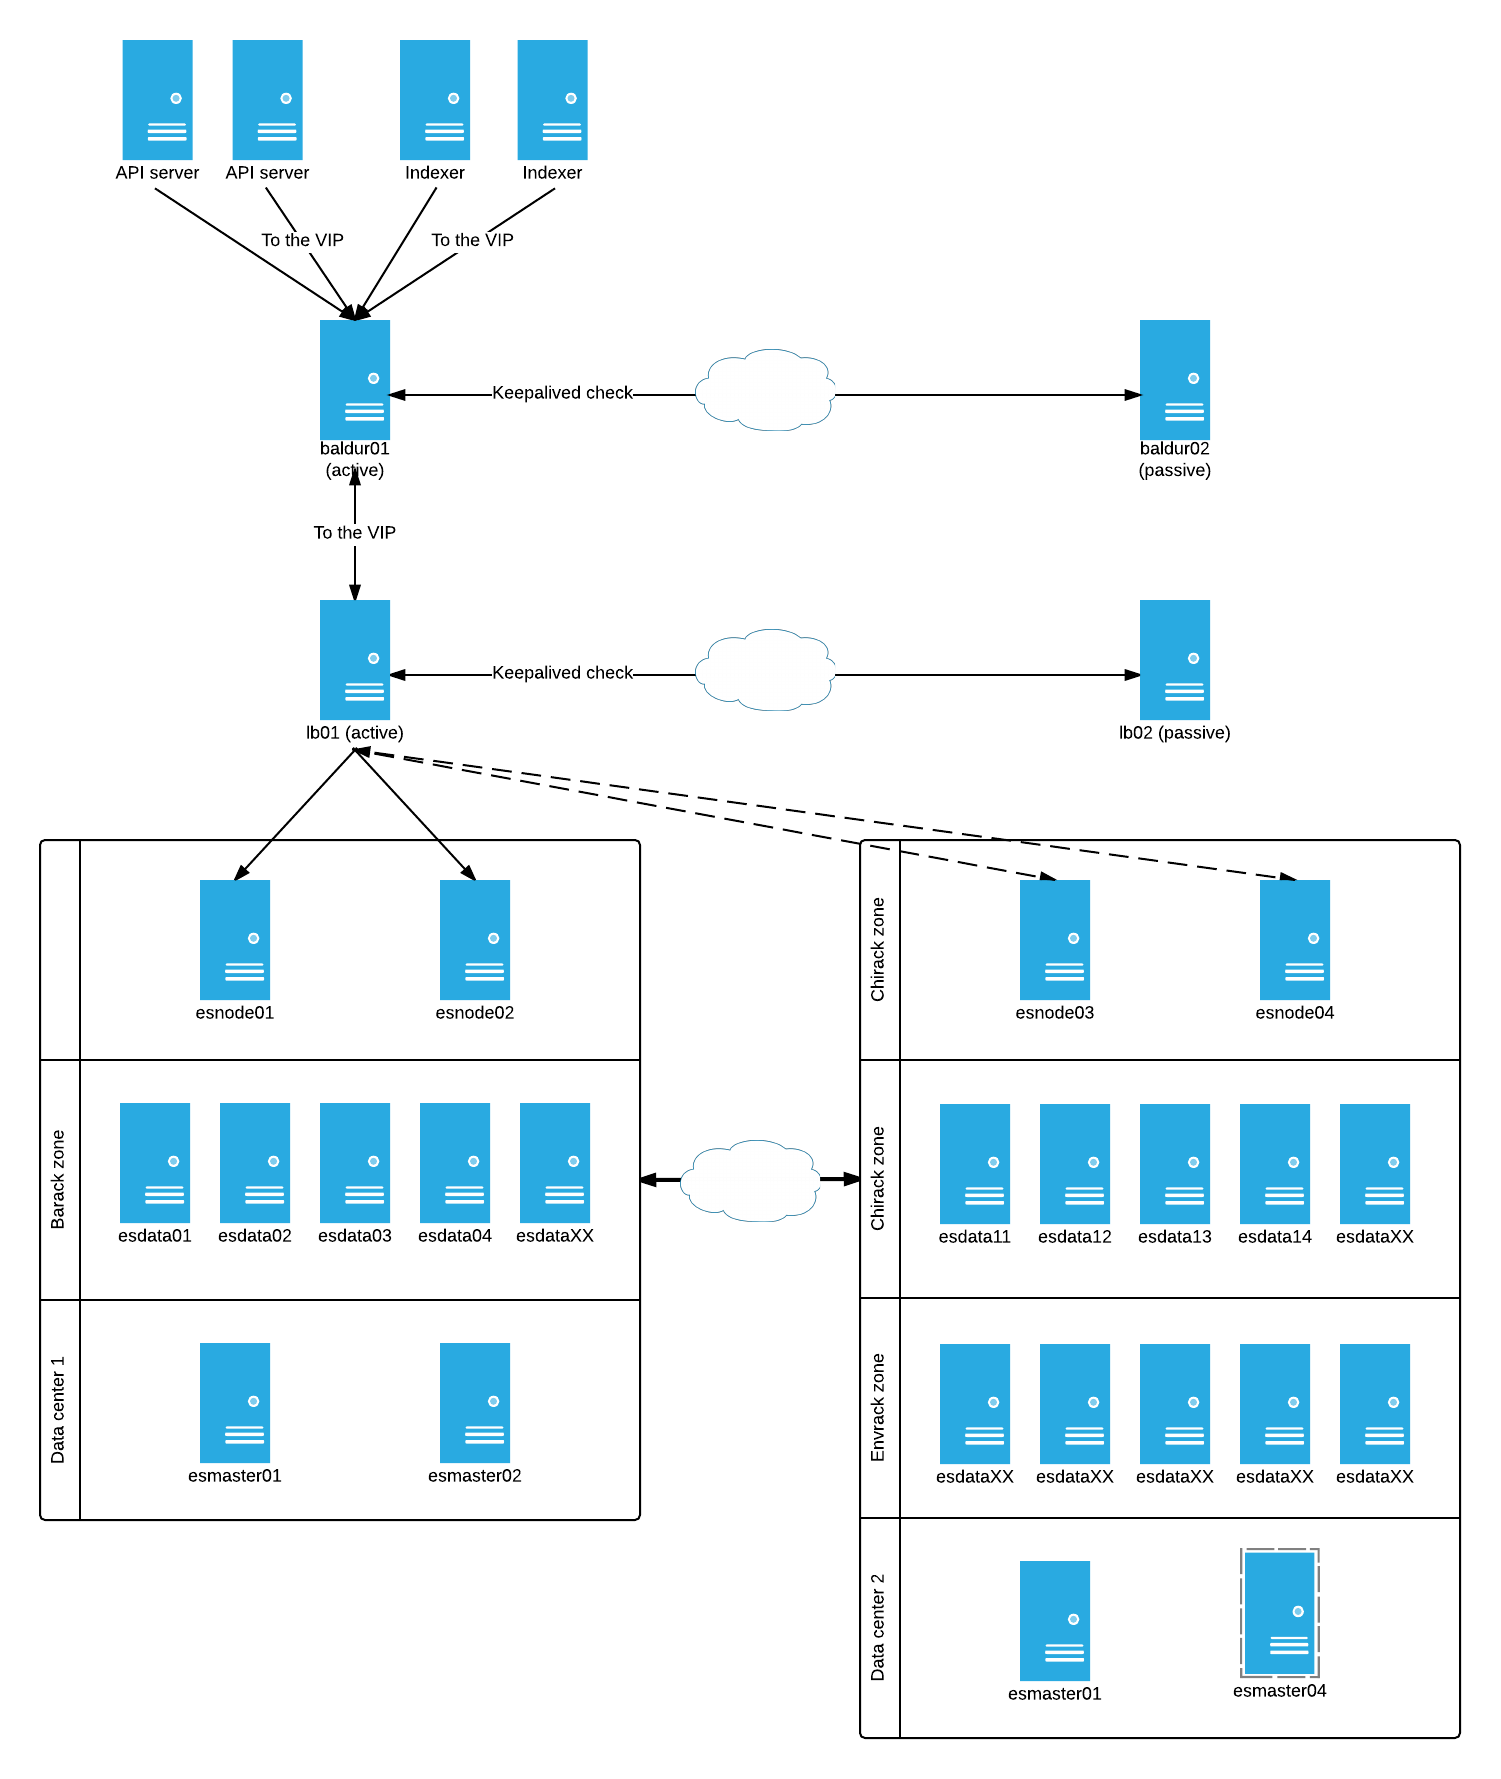 API server
API server
Indexer
Indexer
To the VIP
To the VIP
Keepalived check
baldur01
(active)
baldur02
(passive)
To the VIP
Keepalived check
lb01 (active)
lb02 (passive)
esnode01
esnode02
Barack zone
esdata01
esdata02
esdata03
esdata04
esdataXX
Data center 1
esmaster01
esmaster02
Chirack zone
esnode03
esnode04
Chirack zone
esdata11
esdata12
esdata13
esdata14
esdataXX
Envrack zone
esdataXX
esdataXX
esdataXX
esdataXX
esdataXX
Data center 2
esmaster01
esmaster04